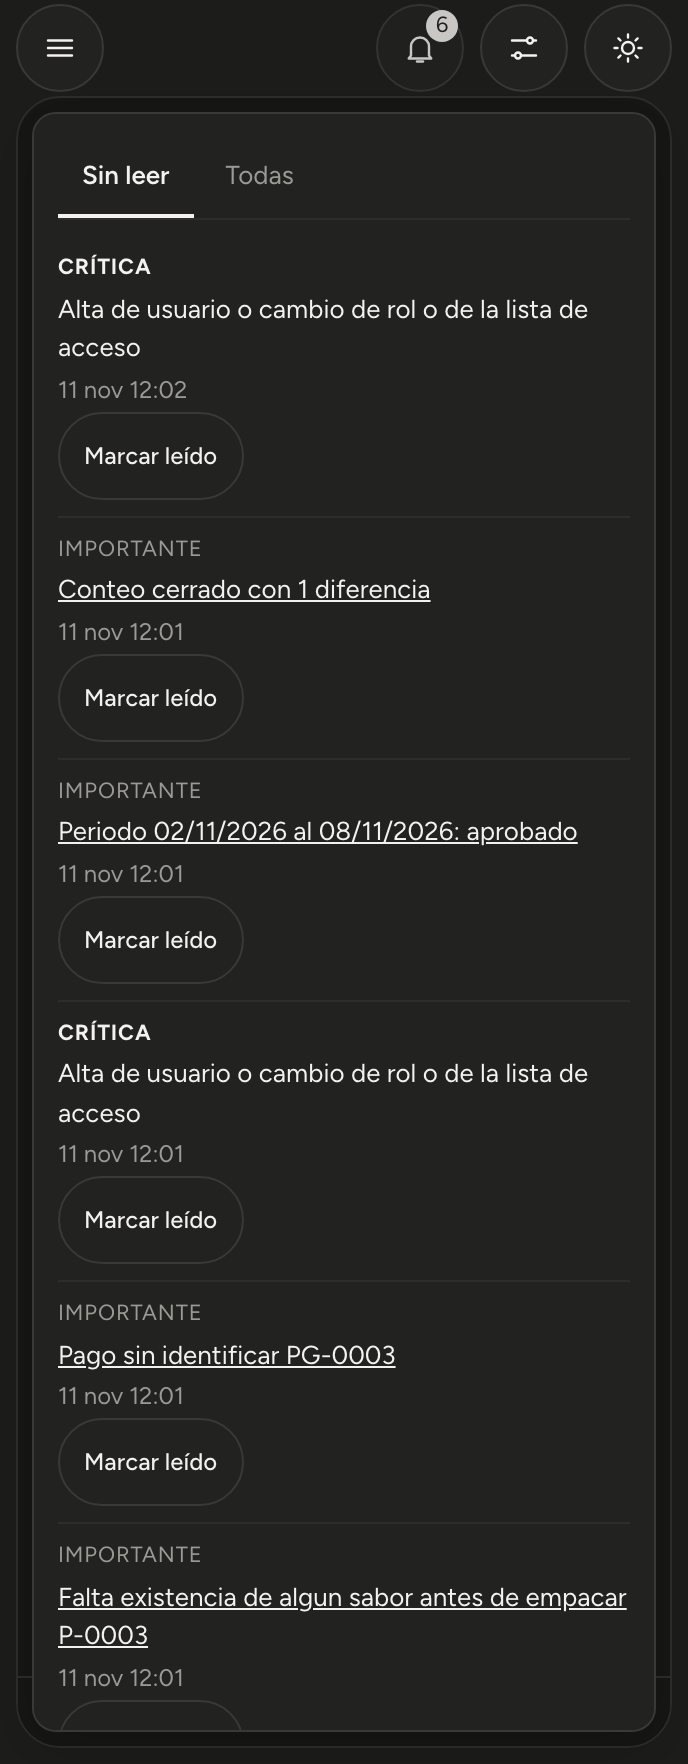 6
Sin leer
Todas
CRÍTICA
Alta de usuario o cambio de rol o de la lista de
acceso
11 nov 12:02
Marcar leído
IMPORTANTE
Conteo cerrado con 1 diferencia
11 nov 12:01
Marcar leído
IMPORTANTE
Periodo 02/11/2026 al 08/11/2026: aprobado
11 nov 12:01
Marcar leído
CRÍTICA
Alta de usuario o cambio de rol o de la lista de
acceso
11 nov 12:01
Marcar leído
IMPORTANTE
Pago sin identificar PG-0003
11 nov 12:01
Marcar leído
IMPORTANTE
Falta existencia de algun sabor antes de empacar
P-0003
11 nov 12:01